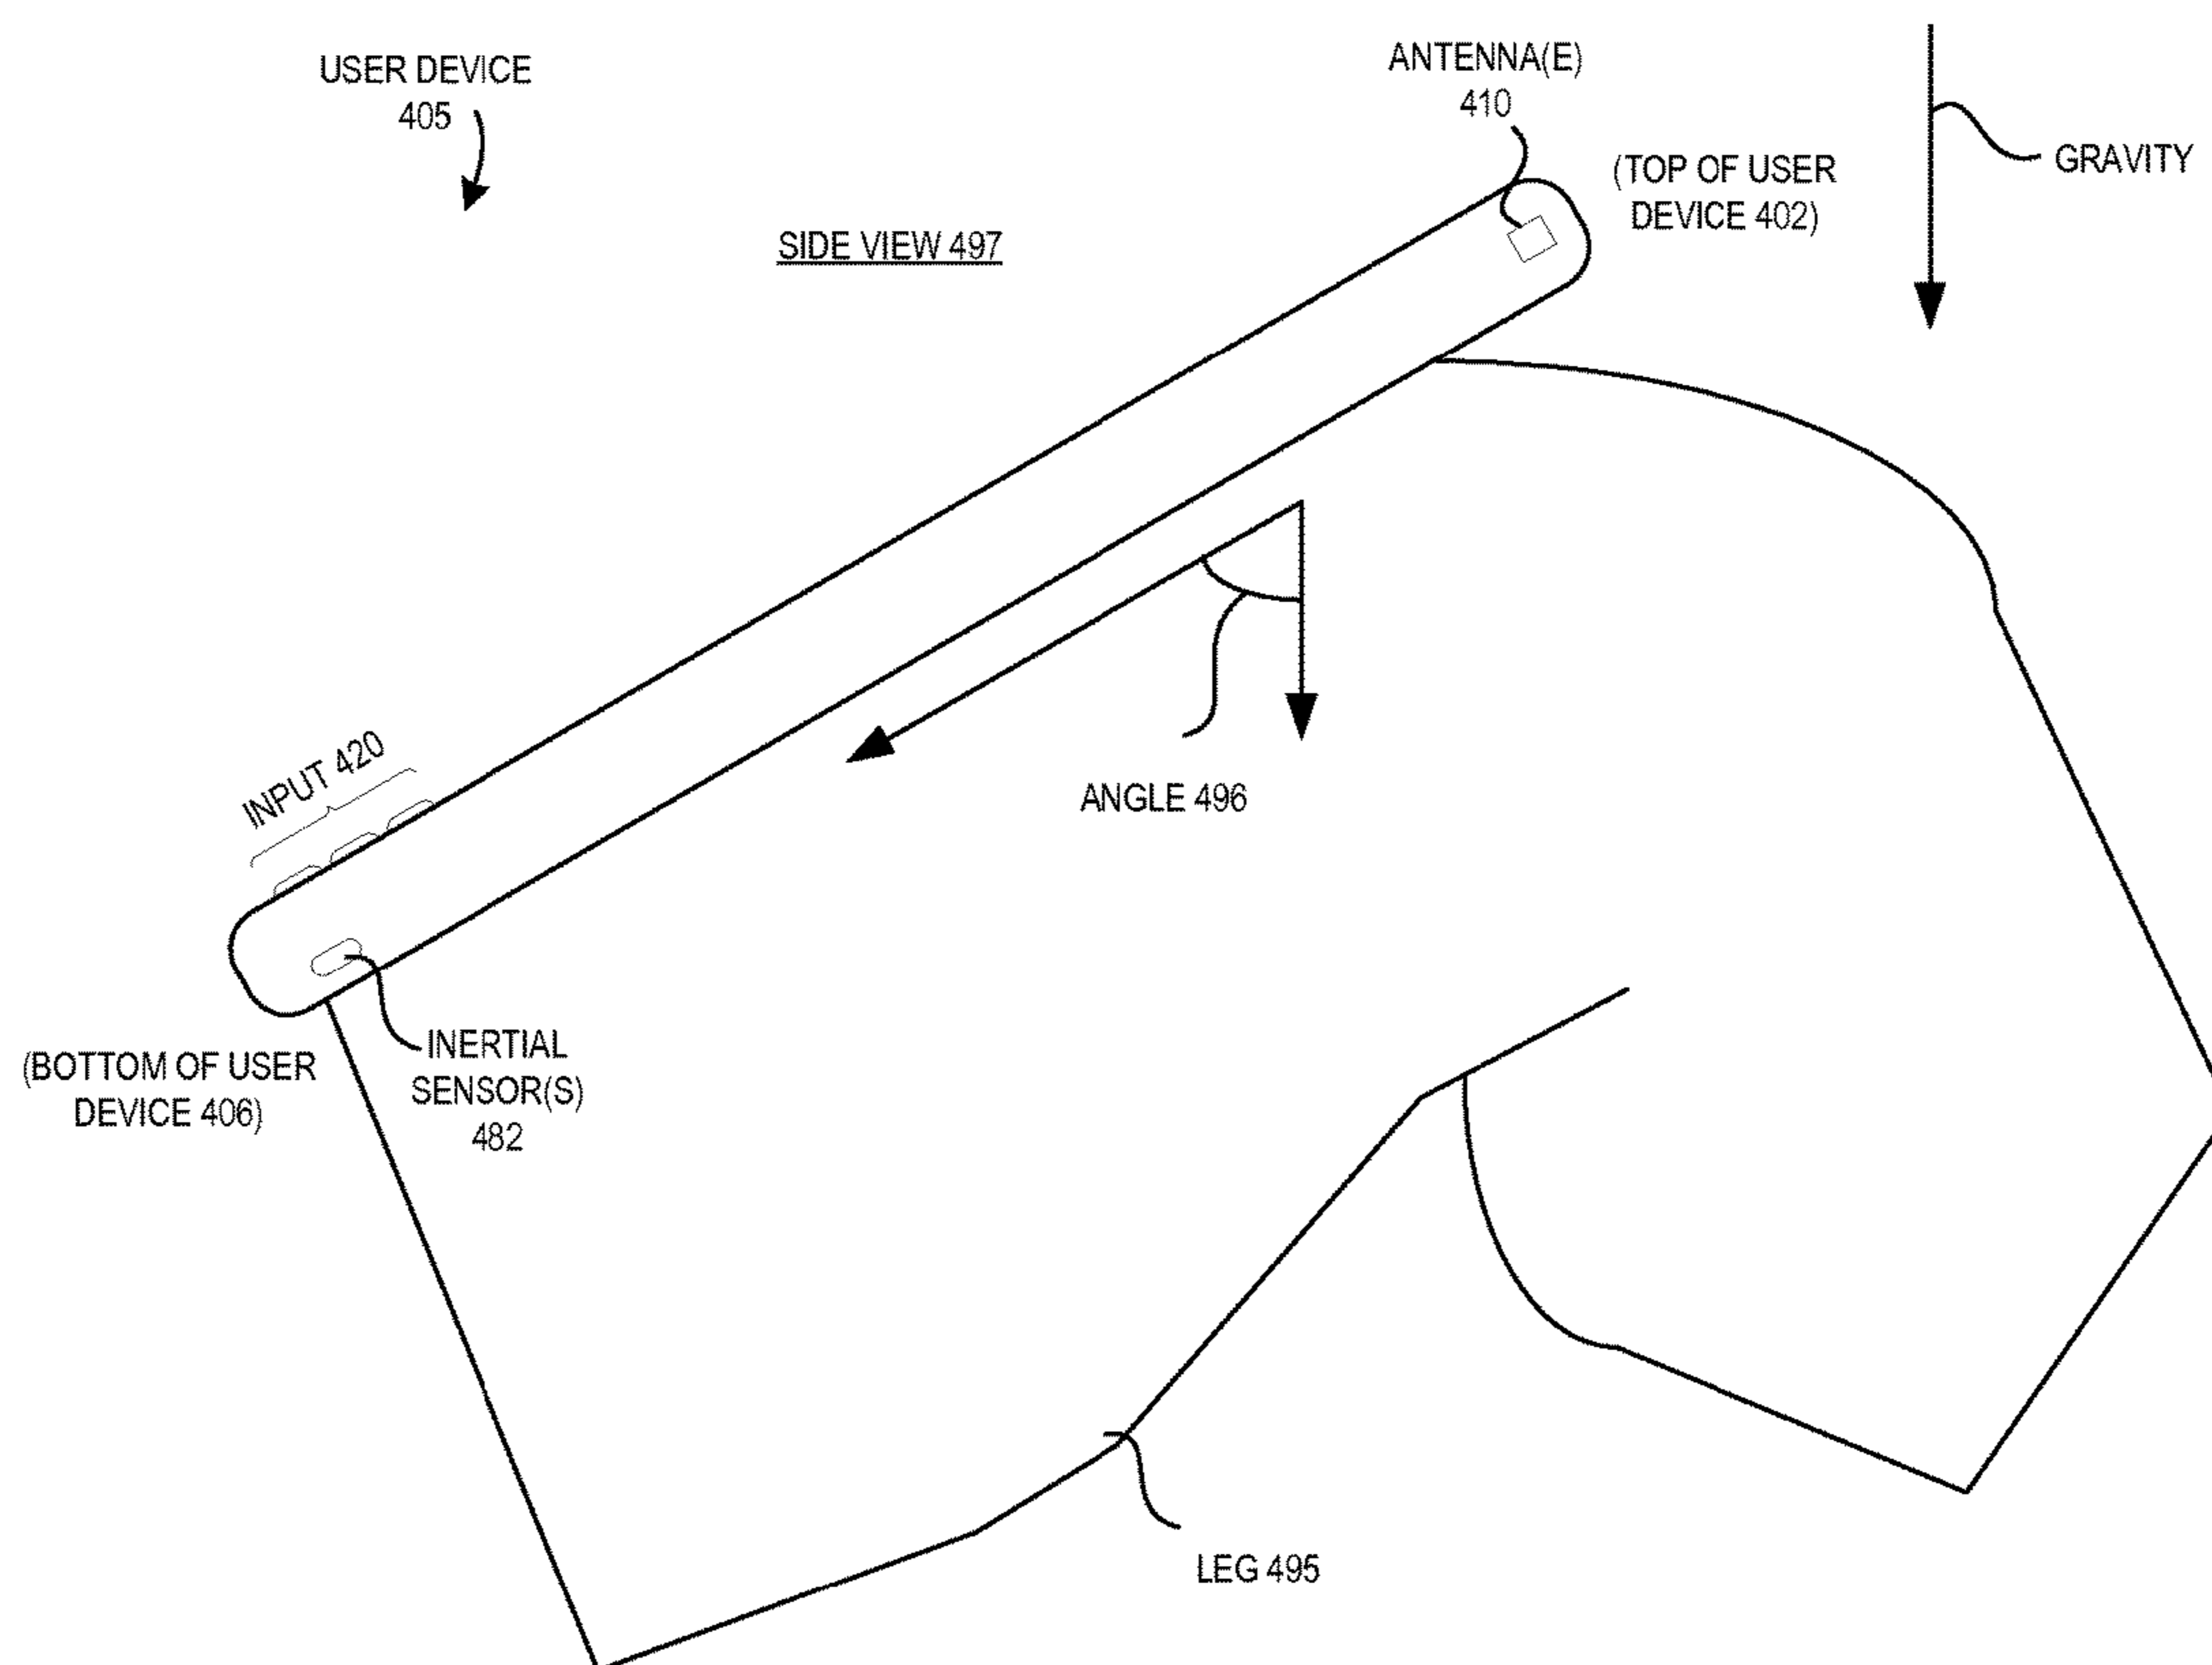 USER DEVICE
405
ANTENNA(E)
410
(TOP OF USER
DEVICE 402)
GRAVITY
SIDE VIEW 497
INPUT 420
ANGLE 496
(BOTTOM OF USER
DEVICE 406)
INERTIAL
SENSOR(S)
482
LEG 495